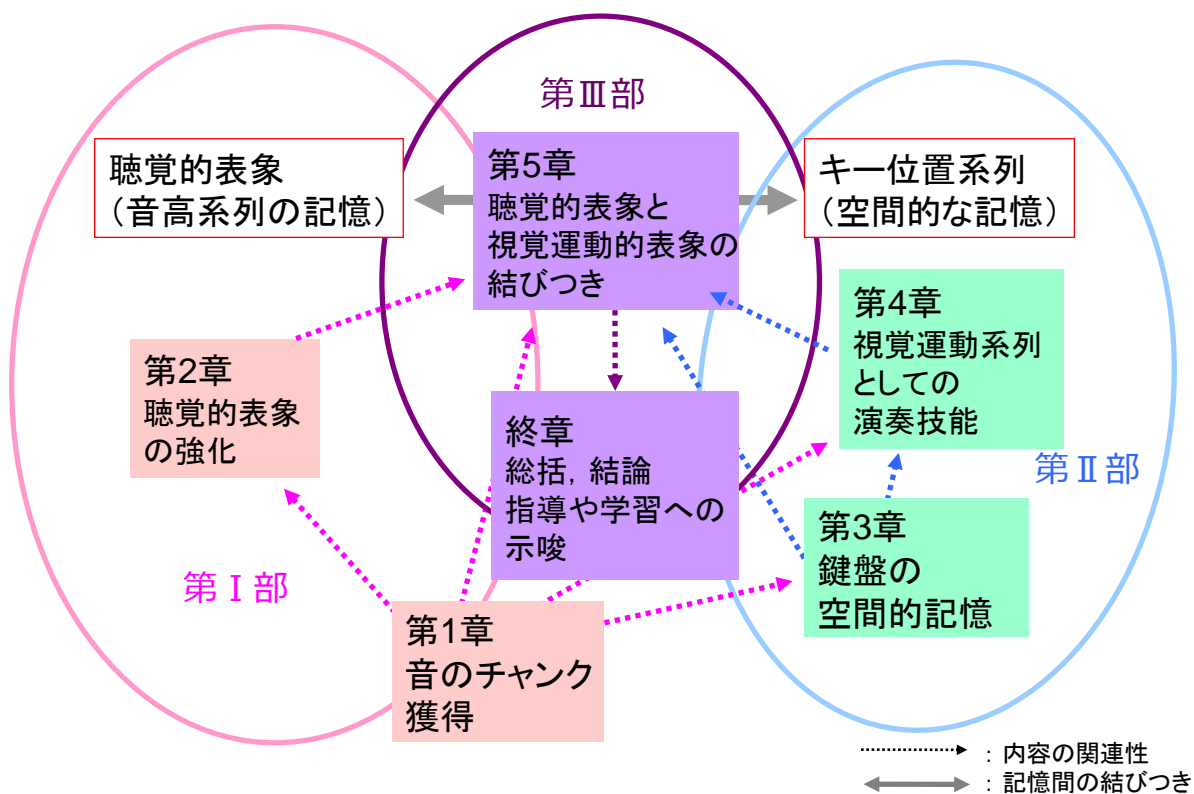 第Ⅲ部
聴覚的表象
（音高系列の記憶）
第5章
聴覚的表象と
視覚運動的表象の
結びつき
キー位置系列
（空間的な記憶）
第4章
視覚運動系列
としての
演奏技能
第2章
聴覚的表象
の強化
終章
総括，結論
指導や学習への
示唆
第Ⅱ部
第3章
鍵盤の
空間的記憶
第Ⅰ部
第1章
音のチャンク
獲得
：内容の関連性
：記憶間の結びつき